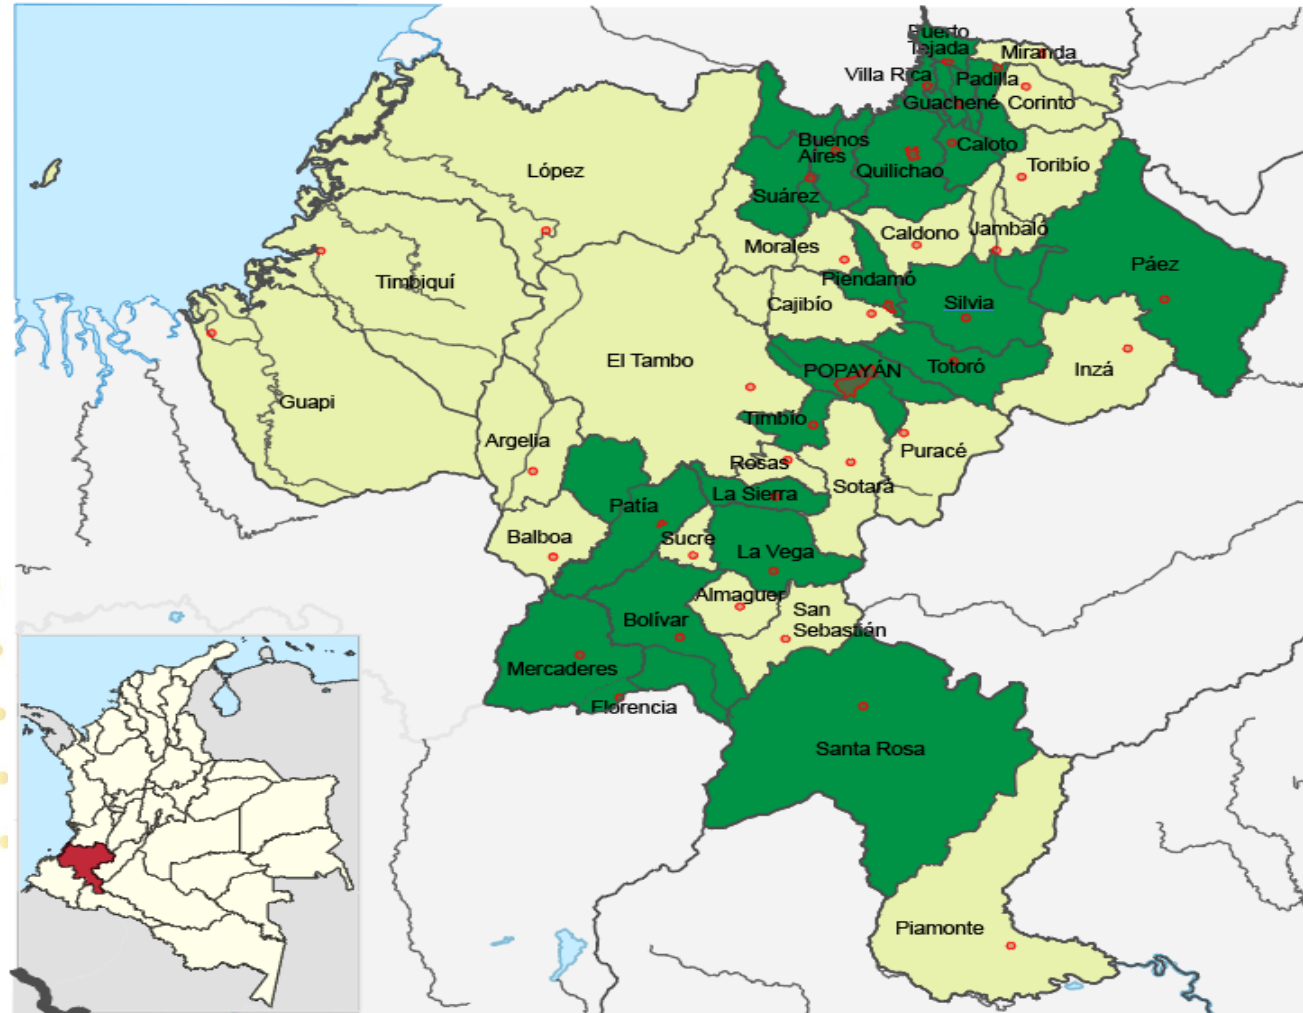 Puerto
Tejada
Miranda
Villa Rica
Padilla
Guachené
Corinto
Buenos
Aires
Caloto
Quilichao
Toribío
López
Suárez
Caldono
Jambaló
Morales
Páez
Timbiquí
Piendamó
Cajibío
Silvia
El Tambo
POPAYÁN
Totoró
Inzá
Guapi
Timbío
Argelia
Puracé
Rosas
Sotará
La Sierra
Patía
Balboa
Sucre
La Vega
Almaguer
San
Sebastián
Bolívar
Mercaderes
Florencia
Santa Rosa
Piamonte